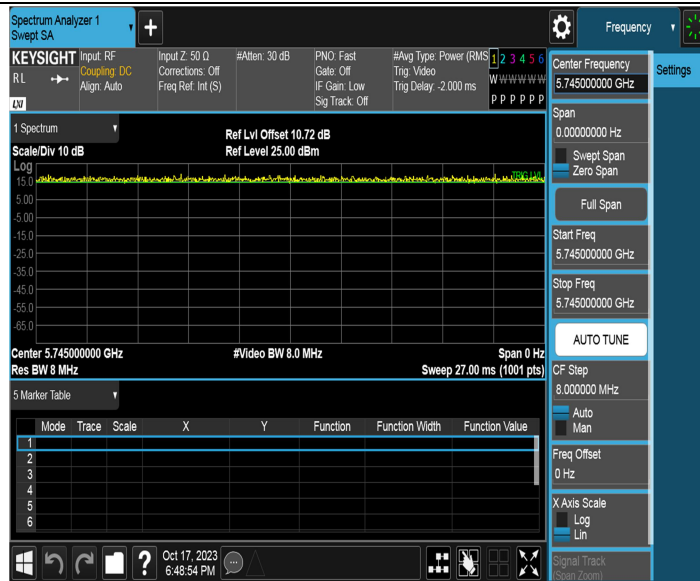 Spectrum Analyzer 1
Swept SA
+
Frequency
KEYSIGHT
RL
LXI
Input: RF
Coupling: DC
Align: Auto
Input Z: 50 Ω
Corrections: Off
Freq Ref: Int (S)
#Atten: 30 dB
PNO: Fast
Gate: Off
IF Gain: Low
Sig Track: Off
#Avg Type: Power (RMS
Trig: Video
Trig Delay: -2.000 ms
1 2 3 4 5 6
W W W W W W
P P P P P P
Settings
Center Frequency
5.745000000 GHz
Span
0.00000000 Hz
Swept Span
Zero Span
Full Span
Start Freq
5.745000000 GHz
Stop Freq
5.745000000 GHz
AUTO TUNE
CF Step
8.000000 MHz
Auto
Man
Freq Offset
0 Hz
X Axis Scale
Log
Lin
Signal Track
(Span Zoom)
1 Spectrum
Scale/Div 10 dB
Ref Lvl Offset 10.72 dB
Ref Level 25.00 dBm
Log
TRIG LVL
15.0
5.00
-5.00
-15.0
-25.0
-35.0
-45.0
-55.0
-65.0
Center 5.745000000 GHz
Res BW 8 MHz
#Video BW 8.0 MHz
Span 0 Hz
Sweep 27.00 ms (1001 pts)
5 Marker Table
Mode Trace Scale X Y Function Function Width Function Value
1
2
3
4
5
6
?
Oct 17, 2023
6:48:54 PM